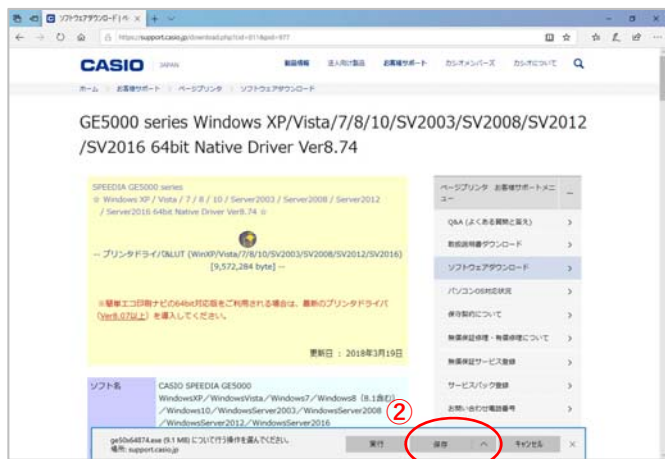 ソフトウェアダウンロード | ペ
https://support.casio.jp/download.php?cid=011&pid=877
CASIO JAPAN 製品情報 法人向け製品 お客様サポート カシオメンバーズ カシオについて
ホーム お客様サポート ページプリンタ ソフトウェアダウンロード
GE5000 series Windows XP/Vista/7/8/10/SV2003/SV2008/SV2012
/SV2016 64bit Native Driver Ver8.74
SPEEDIA GE5000 series
※ Windows XP / Vista / 7 / 8 / 10 / Server2003 / Server2008 / Server2012
/ Server2016 64bit Native Driver Ver8.74 ※
-- プリンタドライバ&LUT (WinXP/Vista/7/8/10/SV2003/SV2008/SV2012/SV2016)
[9,572,284 byte] --
※簡単エコ印刷ナビの64bit対応版をご利用される場合は、最新のプリンタドライバ
(Ver8.07以上) を導入してください。
更新日 : 2018年3月19日
ソフト名
CASIO SPEEDIA GE5000
WindowsXP/WindowsVista/Windows7/Windows8 (8.1含む)
/Windows10/WindowsServer2003/WindowsServer2008
/WindowsServer2012/WindowsServer2016
ページプリンタ お客様サポートメニ
ュー
Q&A (よくある質問と答え)
取扱説明書ダウンロード
ソフトウェアダウンロード
パソコンOS対応状況
保守契約について
無償保証修理・有償修理について
無償保証サービス登録
サービスパック登録
お問い合わせ電話番号
②
ge50x64874.exe (9.1 MB) について行う操作を選んでください。
場所: support.casio.jp
実行 保存 キャンセル